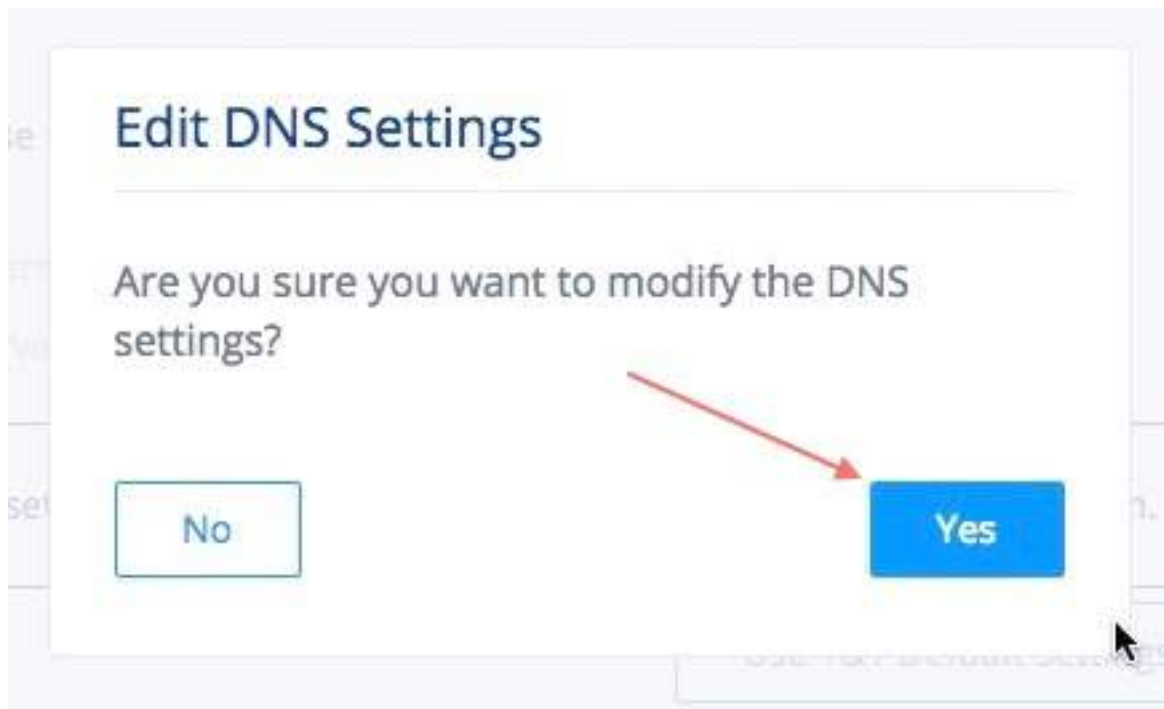 Edit DNS Settings
Are you sure you want to modify the DNS
settings?
No
Yes